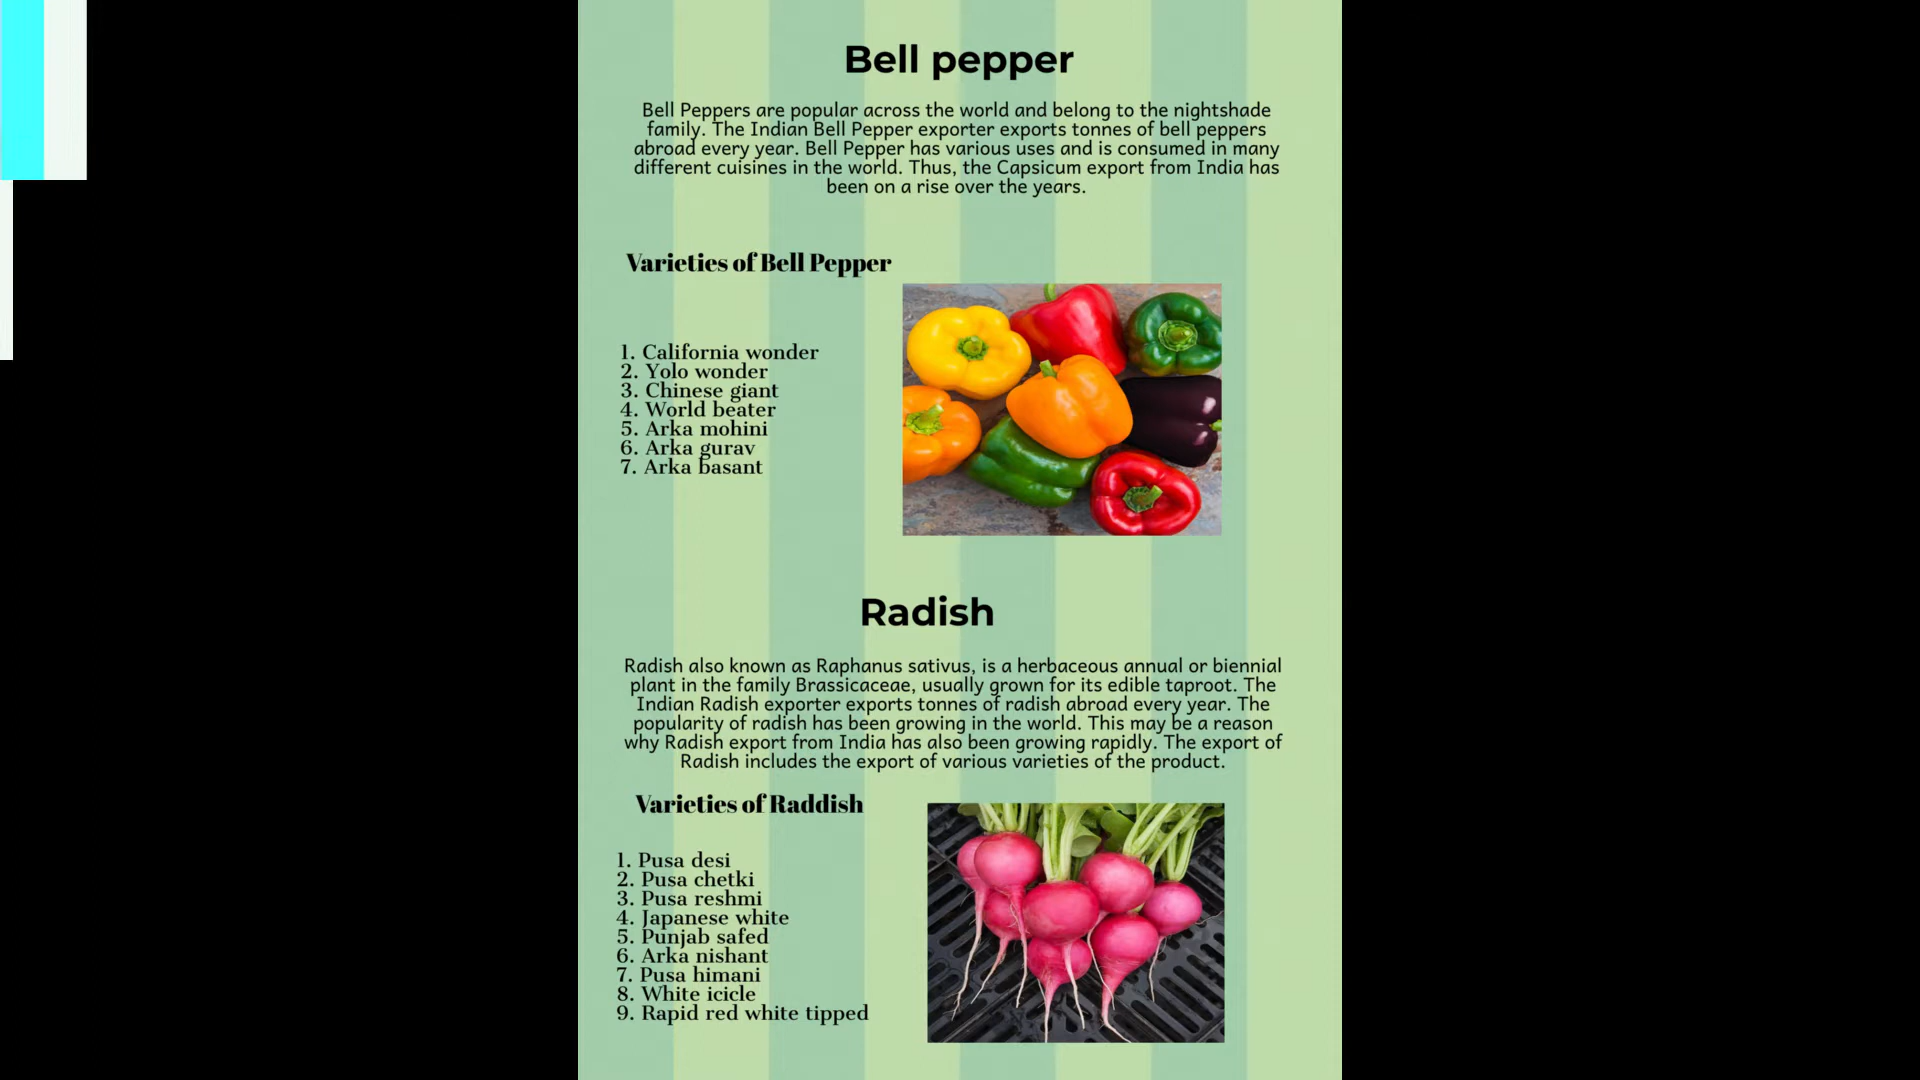 Bell pepper
Bell Peppers are popular across the world and belong to the nightshade
family. The Indian Bell Pepper exporter exports tonnes of bell peppers
abroad every year. Bell Pepper has various uses and is consumed in many
different cuisines in the world. Thus, the Capsicum export from India has
been on a rise over the years.
Varieties of Bell Pepper
1. California wonder
2. Yolo wonder
3. Chinese giant
4. World beater
5. Arka mohini
6. Arka gurav
7. Arka basant
Radish
Radish also known as Raphanus sativus, is a herbaceous annual or biennial
plant in the family Brassicaceae, usually grown for its edible taproot. The
Indian Radish exporter exports tonnes of radish abroad every year. The
popularity of radish has been growing in the world. This may be a reason
why Radish export from India has also been growing rapidly. The export of
Radish includes the export of various varieties of the product.
Varieties of Raddish
1. Pusa desi
2. Pusa chetki
3. Pusa reshmi
4. Japanese white
5. Punjab safed
6. Arka nishant
7. Pusa himani
8. White icicle
9. Rapid red white tipped